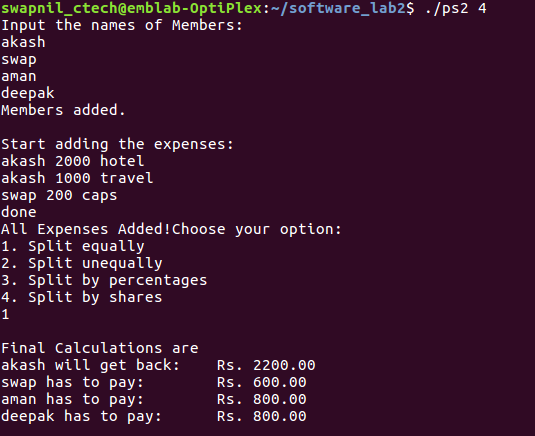 swapnil_ctech@emblab-OptiPlex:~/software_lab2$ ./ps2 4
Input the names of Members:
akash
swap
aman
deepak
Members added.

Start adding the expenses:
akash 2000 hotel
akash 1000 travel
swap 200 caps
done
All Expenses Added!Choose your option:
1. Split equally
2. Split unequally
3. Split by percentages
4. Split by shares
1

Final Calculations are
akash will get back:    Rs. 2200.00
swap has to pay:        Rs. 600.00
aman has to pay:        Rs. 800.00
deepak has to pay:      Rs. 800.00